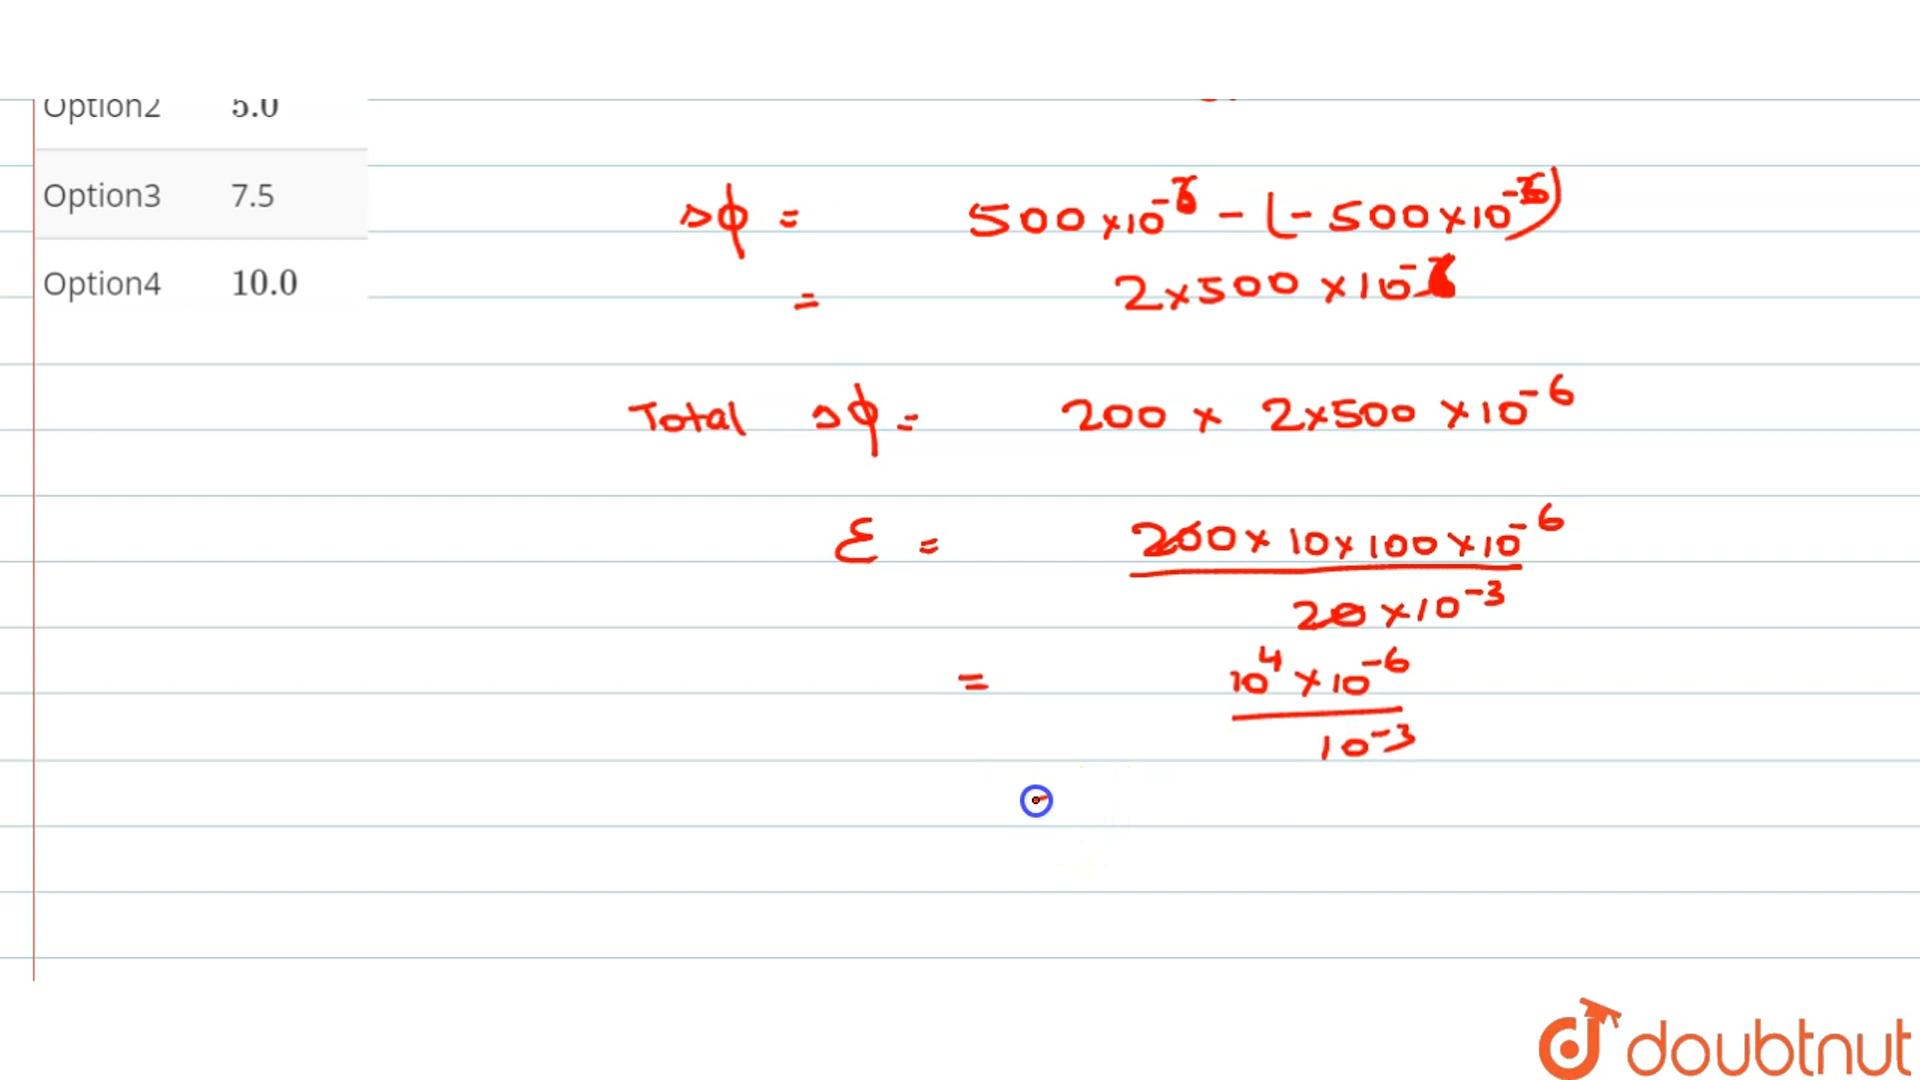 Option2 5.0
Option3 7.5
Option4 10.0
Δϕ = 500 × 10⁻⁶ - (- 500 × 10⁻⁶)
= 2 × 500 × 10⁻⁶
Total Δϕ = 200 × 2 × 500 × 10⁻⁶
ℰ = 200 × 10 × 100 × 10⁻⁶ / 20 × 10⁻³
= 10⁴ × 10⁻⁶ / 10⁻³
doubtnut